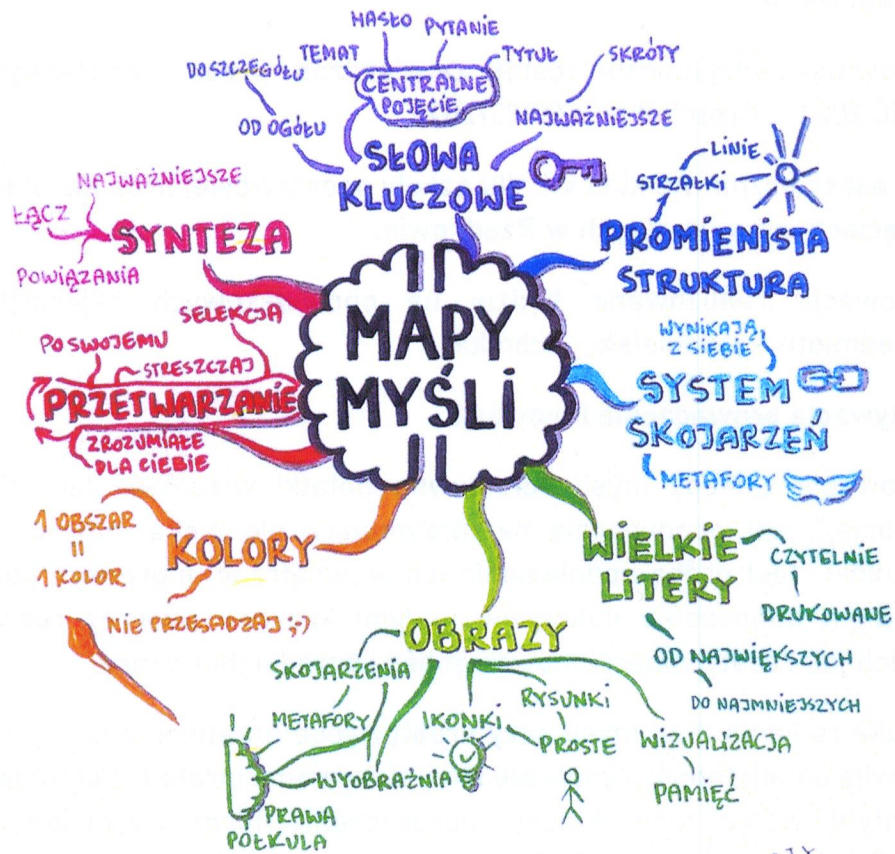 MAPY
MYŚLI
SŁOWA
KLUCZOWE
CENTRALNE
POJĘCIE
TEMAT
HASŁO
PYTANIE
TYTUŁ
OD OGÓŁU
DO SZCZEGÓŁU
NAJWAŻNIEJSZE
SKRÓTY
PROMIENISTA
STRUKTURA
STRZAŁKI
LINIE
SYSTEM
SKOJARZEŃ
WYNIKAJĄ
Z SIEBIE
METAFORY
WIELKIE
LITERY
CZYTELNIE
DRUKOWANE
OD NAJWIĘKSZYCH
DO NAJMNIEJSZYCH
OBRAZY
SKOJARZENIA
METAFORY
WYOBRAŹNIA
PRAWA
PÓŁKULA
IKONKI
RYSUNKI
PROSTE
WIZUALIZACJA
PAMIĘĆ
KOLORY
1 OBSZAR
=
1 KOLOR
NIE PRZESADZAJ ;-)
PRZETWARZANIE
PO SWOJEMU
STRESZCZAJ
SELEKCJA
ZROZUMIAŁE
DLA CIEBIE
SYNTEZA
NAJWAŻNIEJSZE
ŁĄCZ
POWIĄZANIA